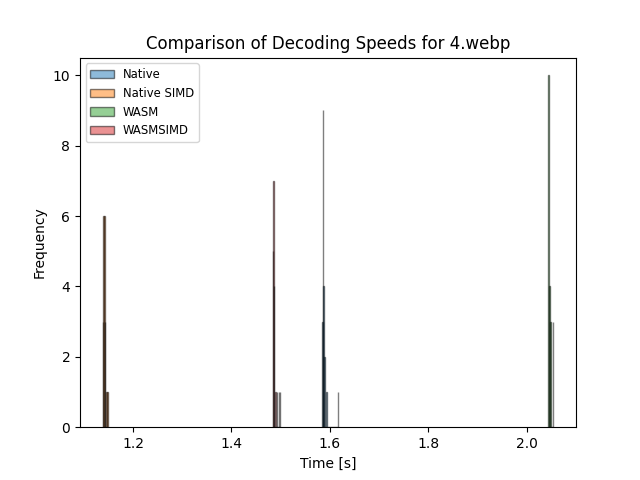 Comparison of Decoding Speeds for 4.webp
10
8
6
4
2
0
Frequency
Native
Native SIMD
WASM
WASMSIMD
1.2 1.4 1.6 1.8 2.0
Time [s]